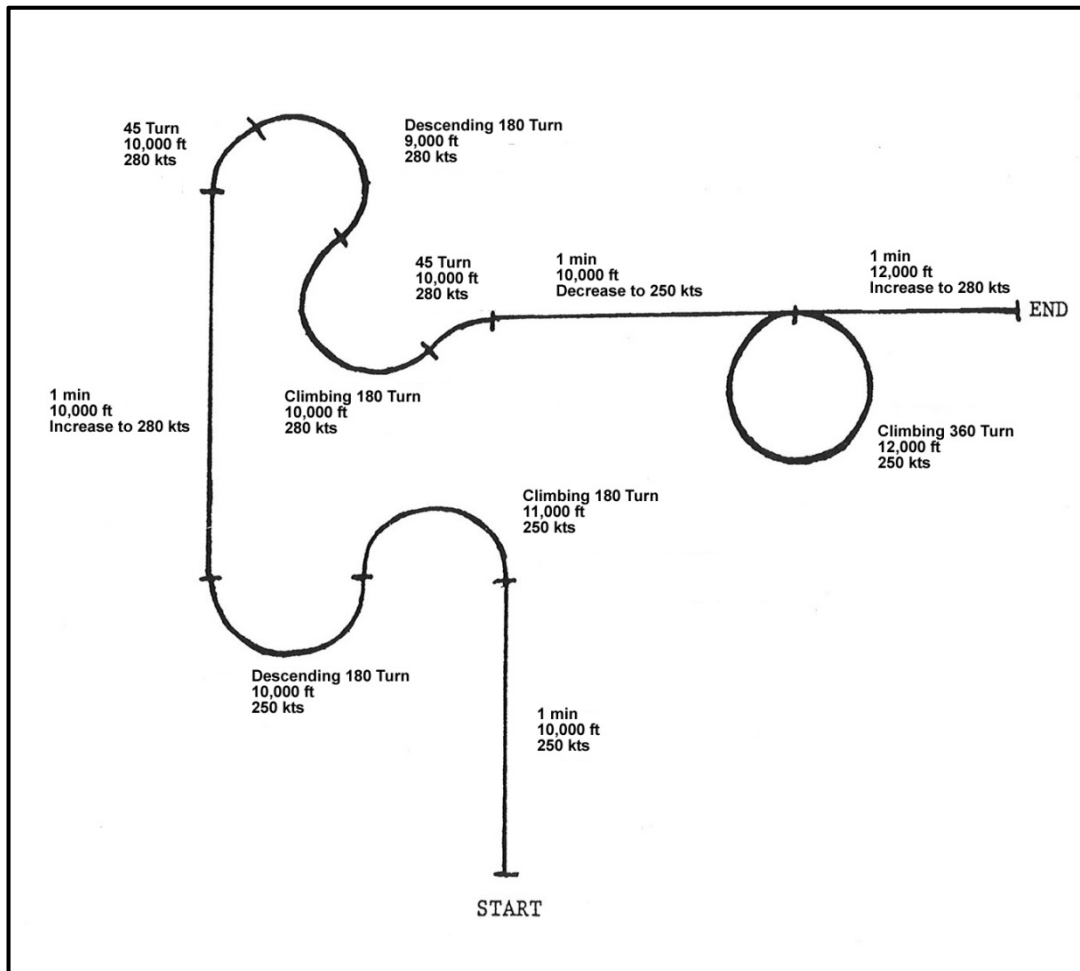 45 Turn
10,000 ft
280 kts
Descending 180 Turn
9,000 ft
280 kts
45 Turn
10,000 ft
280 kts
1 min
10,000 ft
Decrease to 250 kts
1 min
12,000 ft
Increase to 280 kts
END
1 min
10,000 ft
Increase to 280 kts
Climbing 180 Turn
10,000 ft
280 kts
Climbing 360 Turn
12,000 ft
250 kts
Climbing 180 Turn
11,000 ft
250 kts
Descending 180 Turn
10,000 ft
250 kts
1 min
10,000 ft
250 kts
START